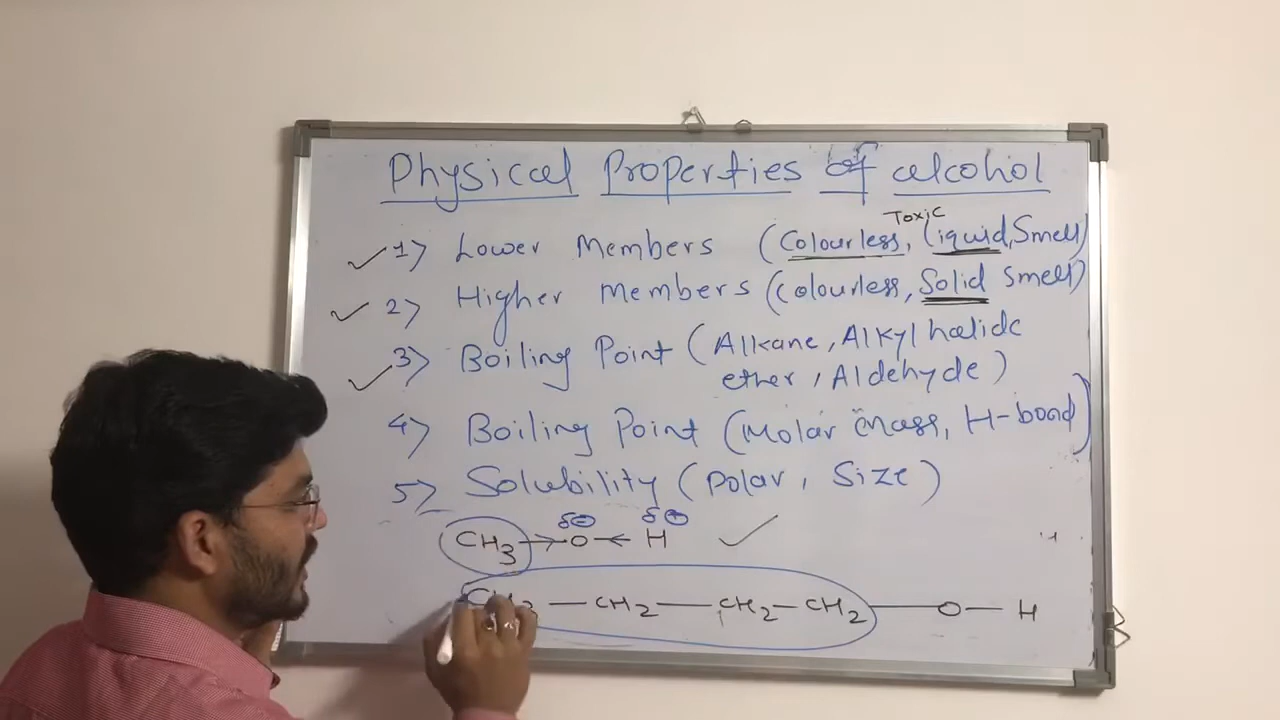 Physical Properties of alcohol
Toxic
1) Lower Members (Colourless, Liquid, Smell)
2) Higher Members (Colourless, Solid Smell)
3) Boiling Point (Alkane, Alkyl halide
ether, Aldehyde)
4) Boiling Point (Molar mass, H-bond)
5) Solubility (Polar, Size)
δ⊖ δ⊕
CH3 → O ← H
CH3 — CH2 — CH2 — CH2 — O — H